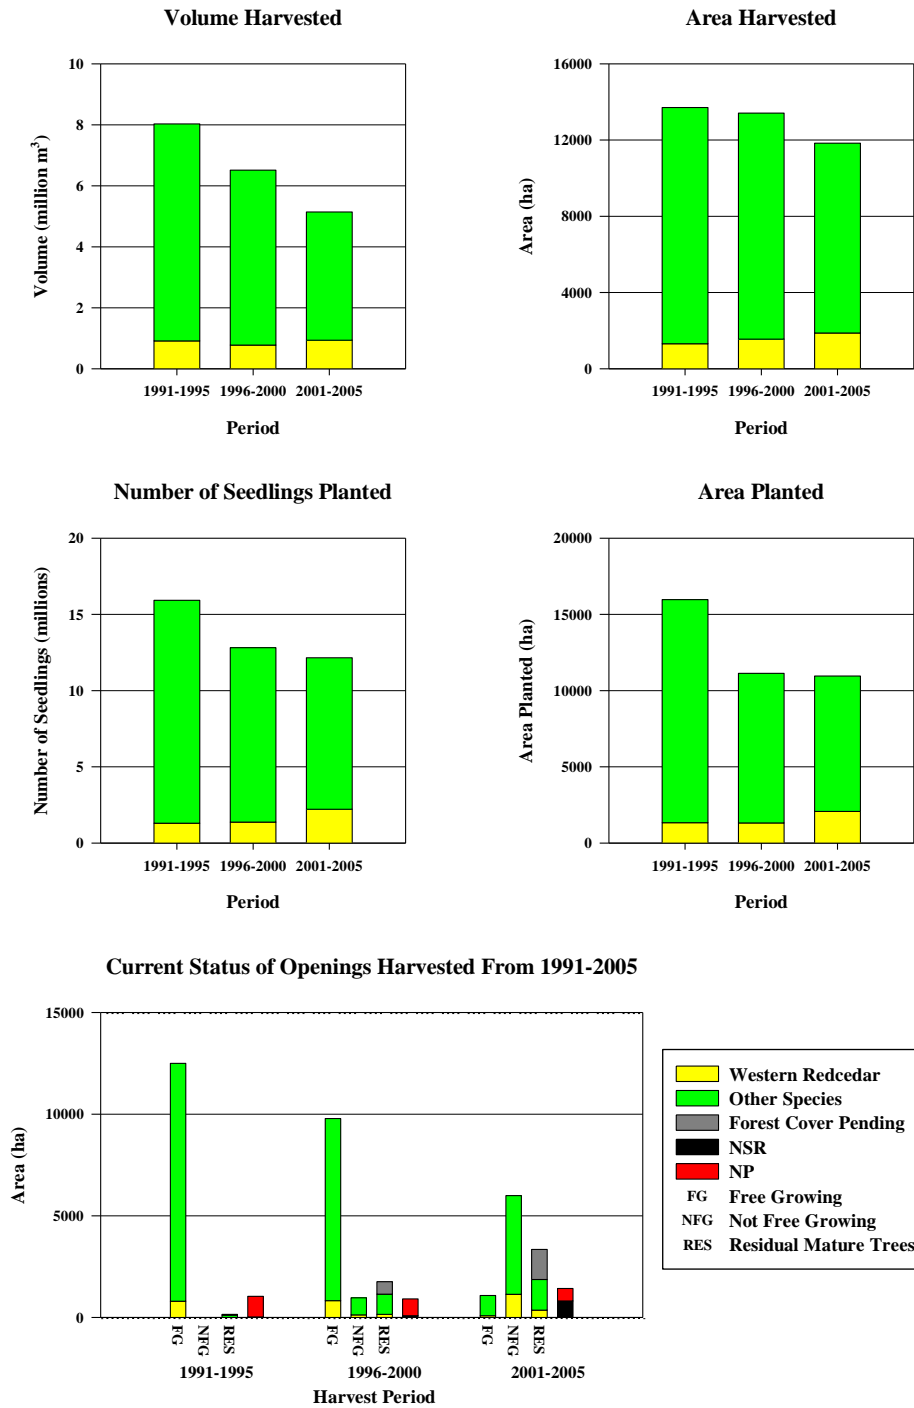 Volume Harvested
10
8
6
4
2
0
Volume (million m³)
1991-1995 1996-2000 2001-2005
Period
Area Harvested
16000
12000
8000
4000
0
Area (ha)
1991-1995 1996-2000 2001-2005
Period
Number of Seedlings Planted
20
15
10
5
0
Number of Seedlings (millions)
1991-1995 1996-2000 2001-2005
Period
Area Planted
20000
15000
10000
5000
0
Area Planted (ha)
1991-1995 1996-2000 2001-2005
Period
Current Status of Openings Harvested From 1991-2005
15000
10000
5000
0
Area (ha)
FG NFG RES FG NFG RES FG NFG RES
1991-1995 1996-2000 2001-2005
Harvest Period
Western Redcedar
Other Species
Forest Cover Pending
NSR
NP
FG Free Growing
NFG Not Free Growing
RES Residual Mature Trees